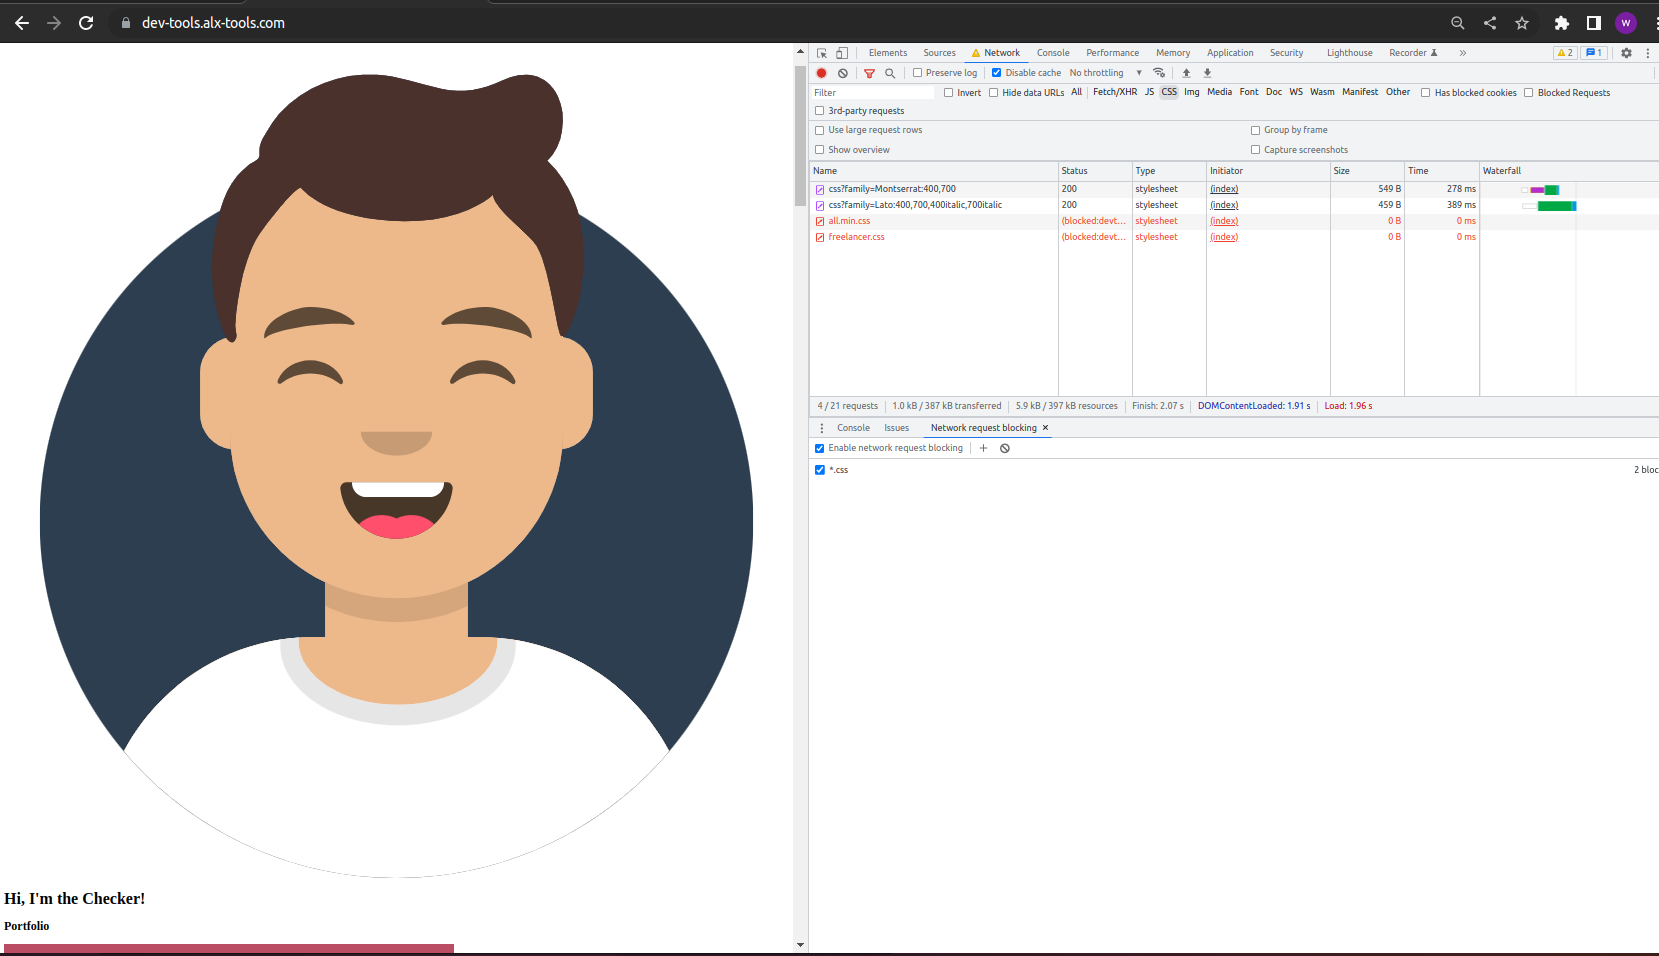 dev-tools.alx-tools.com
W
Elements Sources Network Console Performance Memory Application Security Lighthouse Recorder » 2 1
Preserve log Disable cache No throttling
Filter Invert Hide data URLs All Fetch/XHR JS CSS Img Media Font Doc WS Wasm Manifest Other Has blocked cookies Blocked Requests
3rd-party requests
Use large request rows Group by frame
Show overview Capture screenshots
Name Status Type Initiator Size Time Waterfall
css?family=Montserrat:400,700 200 stylesheet (index) 549 B 278 ms
css?family=Lato:400,700,400italic,700italic 200 stylesheet (index) 459 B 389 ms
all.min.css (blocked:devt... stylesheet (index) 0 B 0 ms
freelancer.css (blocked:devt... stylesheet (index) 0 B 0 ms
4 / 21 requests 1.0 kB / 387 kB transferred 5.9 kB / 397 kB resources Finish: 2.07 s DOMContentLoaded: 1.91 s Load: 1.96 s
Console Issues Network request blocking ×
Enable network request blocking +
*.css 2 bloc
Hi, I'm the Checker!
Portfolio